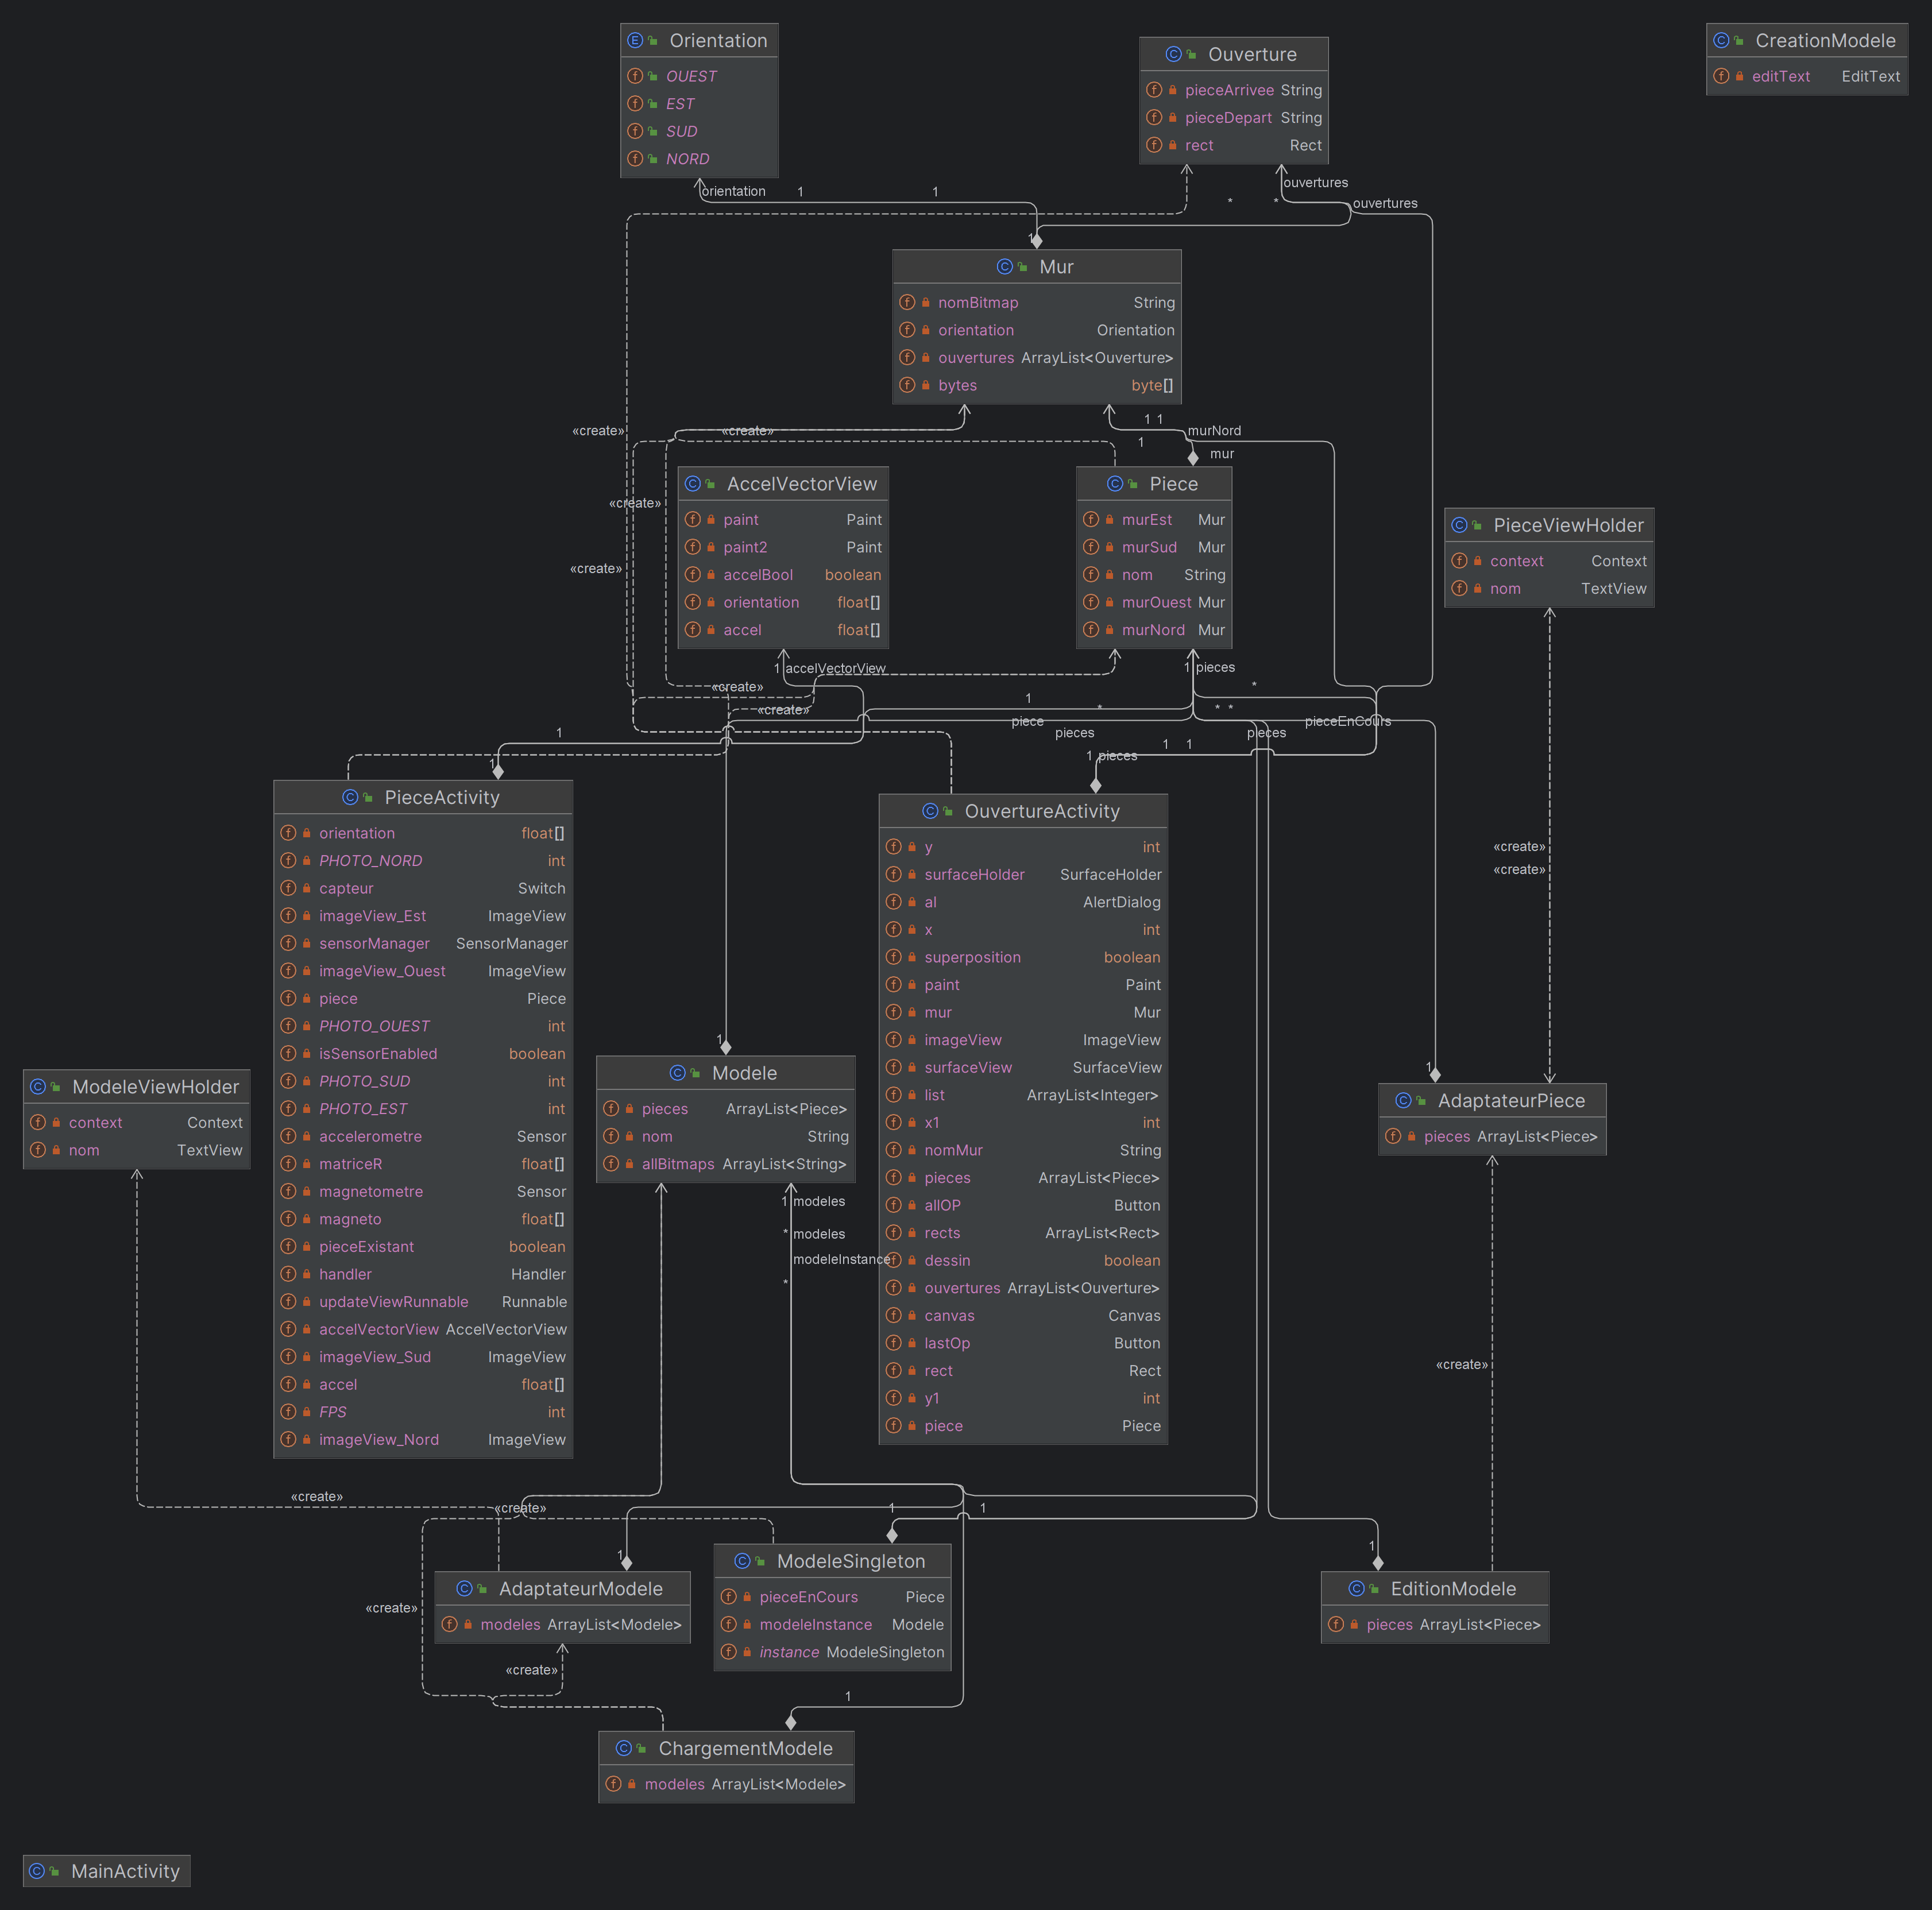 Orientation
OUEST
EST
SUD
NORD
Ouverture
pieceArrivee String
pieceDepart String
rect Rect
CreationModele
editText EditText
orientation
1
1
ouvertures
*
*
ouvertures
1
Mur
nomBitmap String
orientation Orientation
ouvertures ArrayList<Ouverture>
bytes byte[]
«create»
«create»
1 1
murNord
1
mur
«create»
«create»
AccelVectorView
paint Paint
paint2 Paint
accelBool boolean
orientation float[]
accel float[]
Piece
murEst Mur
murSud Mur
nom String
murOuest Mur
murNord Mur
PieceViewHolder
context Context
nom TextView
1 accelVectorView
1 pieces
«create»
*
1
«create»
*
* *
piece
pieceEnCours
1
pieces
pieces
1 1
1
1 pieces
PieceActivity
orientation float[]
PHOTO_NORD int
capteur Switch
imageView_Est ImageView
sensorManager SensorManager
imageView_Ouest ImageView
piece Piece
PHOTO_OUEST int
isSensorEnabled boolean
PHOTO_SUD int
PHOTO_EST int
accelerometre Sensor
matriceR float[]
magnetometre Sensor
magneto float[]
pieceExistant boolean
handler Handler
updateViewRunnable Runnable
accelVectorView AccelVectorView
imageView_Sud ImageView
accel float[]
FPS int
imageView_Nord ImageView
OuvertureActivity
y int
surfaceHolder SurfaceHolder
al AlertDialog
x int
superposition boolean
paint Paint
mur Mur
imageView ImageView
surfaceView SurfaceView
list ArrayList<Integer>
x1 int
nomMur String
pieces ArrayList<Piece>
allOP Button
rects ArrayList<Rect>
dessin boolean
ouvertures ArrayList<Ouverture>
canvas Canvas
lastOp Button
rect Rect
y1 int
piece Piece
«create»
«create»
1
1
ModeleViewHolder
context Context
nom TextView
Modele
pieces ArrayList<Piece>
nom String
allBitmaps ArrayList<String>
AdaptateurPiece
pieces ArrayList<Piece>
1 modeles
* modeles
modeleInstance
*
«create»
«create»
«create»
1
1
1
1
AdaptateurModele
modeles ArrayList<Modele>
ModeleSingleton
pieceEnCours Piece
modeleInstance Modele
instance ModeleSingleton
EditionModele
pieces ArrayList<Piece>
«create»
«create»
1
ChargementModele
modeles ArrayList<Modele>
MainActivity